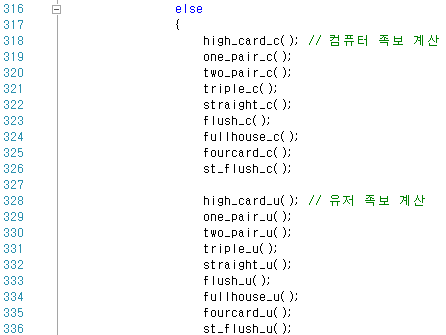 316 else
317 {
318 high_card_c(); // 컴퓨터 족보 계산
319 one_pair_c();
320 two_pair_c();
321 triple_c();
322 straight_c();
323 flush_c();
324 fullhouse_c();
325 fourcard_c();
326 st_flush_c();
327
328 high_card_u(); // 유저 족보 계산
329 one_pair_u();
330 two_pair_u();
331 triple_u();
332 straight_u();
333 flush_u();
334 fullhouse_u();
335 fourcard_u();
336 st_flush_u();